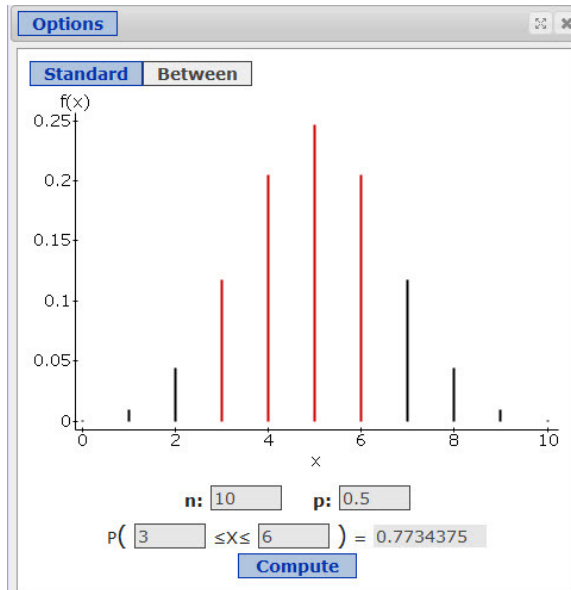 Options
Standard Between
f(x)
0.25
0.2
0.15
0.1
0.05
0
0 2 4 6 8 10
x
n: 10 p: 0.5
P( 3 ≤X≤ 6 ) = 0.7734375
Compute